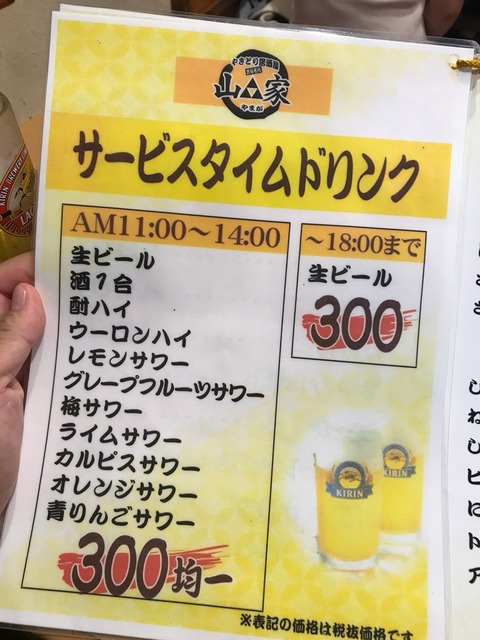 やきとり居酒屋
山家
やまが
サービスタイムドリンク
AM11:00～14:00
生ビール
酒1合
酎ハイ
ウーロンハイ
レモンサワー
グレープフルーツサワー
梅サワー
ライムサワー
カルピスサワー
オレンジサワー
青りんごサワー
300均一
～18:00まで
生ビール
300
KIRIN
KIRIN
※表記の価格は税抜価格です
KIRIN
LAG